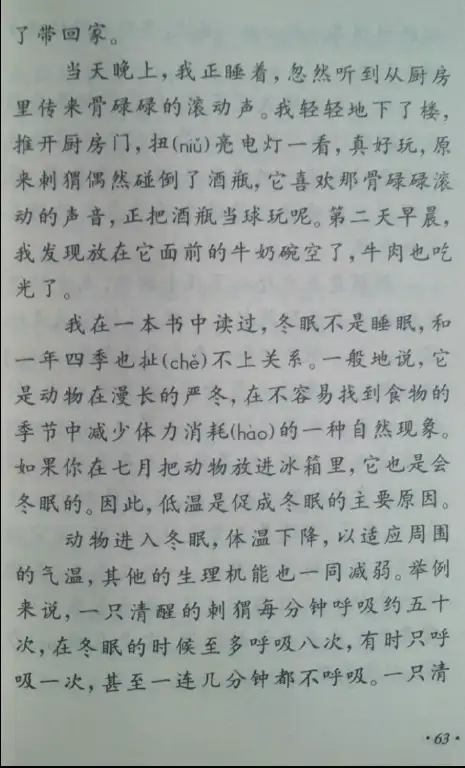 了带回家。
当天晚上,我正睡着,忽然听到从厨房
里传来骨碌碌的滚动声。我轻轻地下了楼,
推开厨房门,扭(niǔ)亮电灯一看,真好玩,原
来刺猬偶然碰倒了酒瓶,它喜欢那骨碌碌滚
动的声音,正把酒瓶当球玩呢。第二天早晨,
我发现放在它面前的牛奶碗空了,牛肉也吃
光了。
我在一本书中读过,冬眠不是睡眠,和
一年四季也扯(chě)不上关系。一般地说,它
是动物在漫长的严冬,在不容易找到食物的
季节中减少体力消耗(hào)的一种自然现象。
如果你在七月把动物放进冰箱里,它也是会
冬眠的。因此,低温是促成冬眠的主要原因。
动物进入冬眠,体温下降,以适应周围
的气温,其他的生理机能也一同减弱。举例
来说,一只清醒的刺猬每分钟呼吸约五十
次,在冬眠的时候至多呼吸八次,有时只呼
吸一次,甚至一连几分钟都不呼吸。一只清
·63·